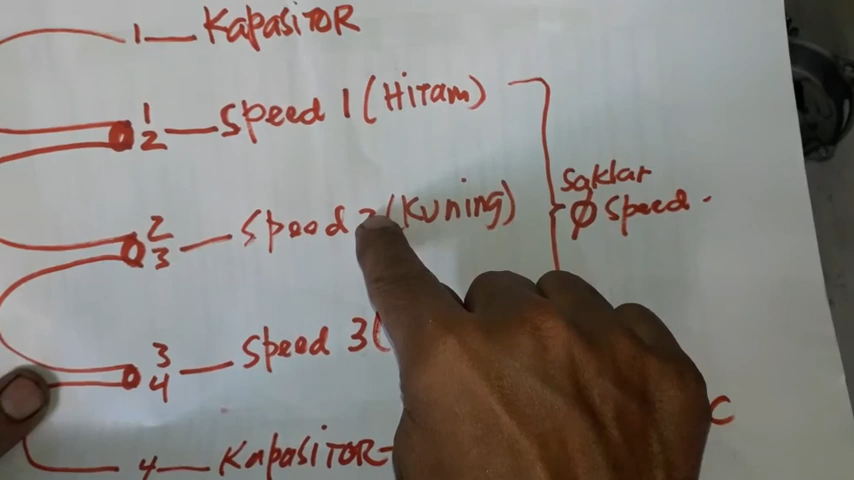 1 — KapasiTOR
1
2 — Speed 1 (HiTam)
Saklar
Ø Speed.
2
3 — Speed 2 (Kuning)
3
4 — Speed 3 (
C
4 — KapasiTOR-